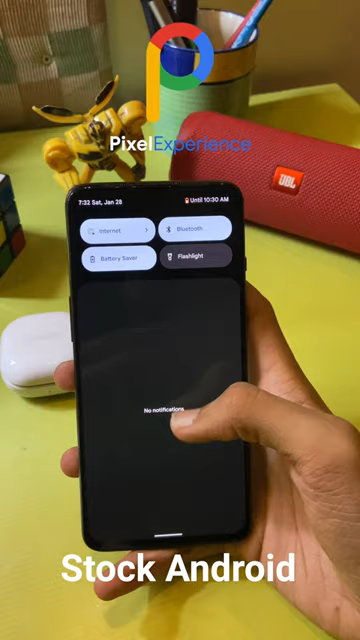 PixelExperience
JBL
7:32 Sat, Jan 28
Until 10:30 AM
Internet
Bluetooth
Battery Saver
Flashlight
No notifications
Stock Android